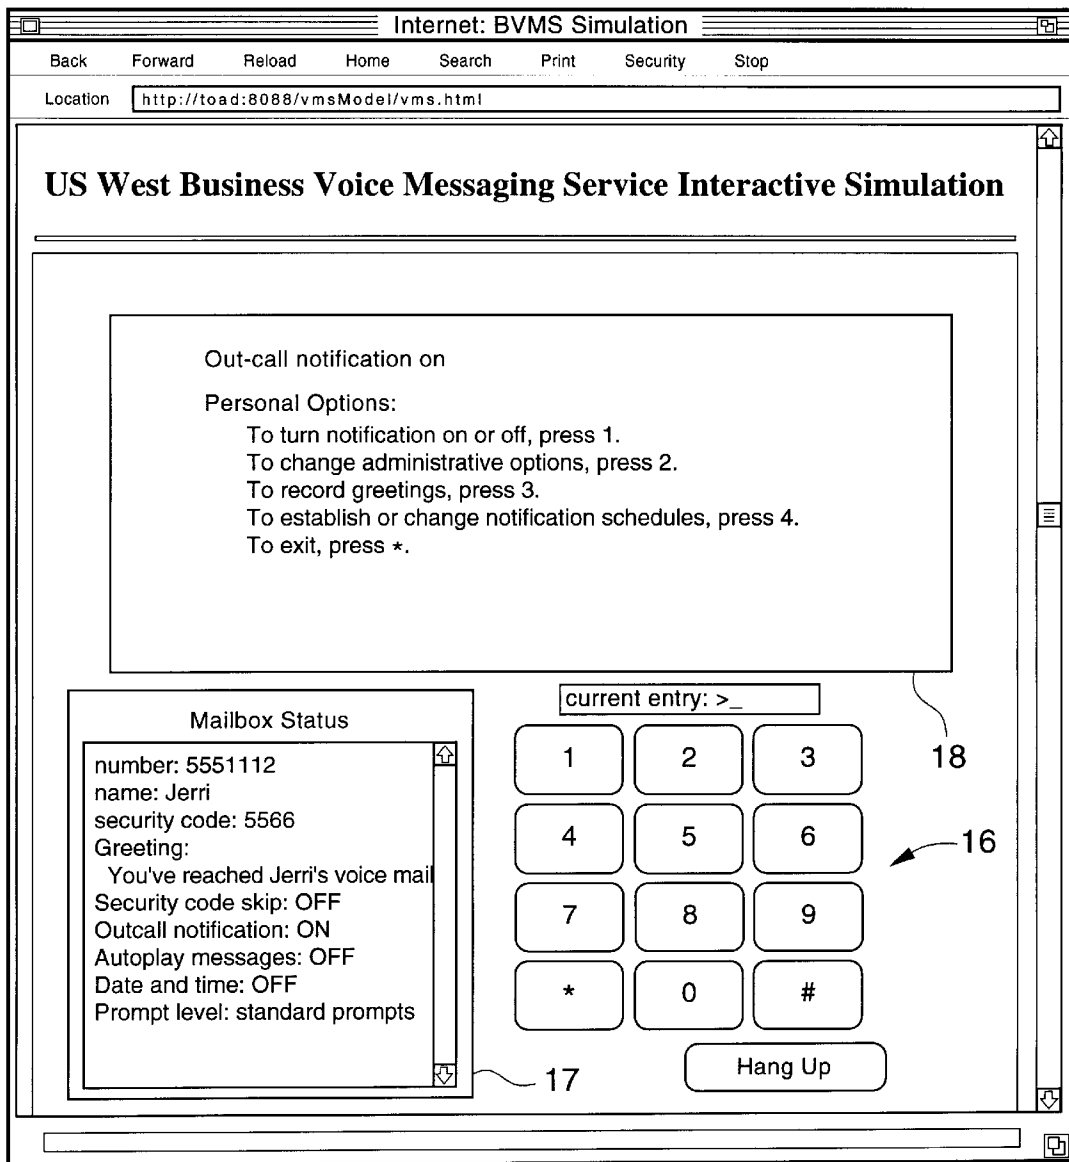 Internet: BVMS Simulation
Back Forward Reload Home Search Print Security Stop
Location http://toad:8088/vmsModel/vms.html
US West Business Voice Messaging Service Interactive Simulation
Out-call notification on
Personal Options:
To turn notification on or off, press 1.
To change administrative options, press 2.
To record greetings, press 3.
To establish or change notification schedules, press 4.
To exit, press *.
18
Mailbox Status
number: 5551112
name: Jerri
security code: 5566
Greeting:
You've reached Jerri's voice mail
Security code skip: OFF
Outcall notification: ON
Autoplay messages: OFF
Date and time: OFF
Prompt level: standard prompts
17
current entry: >_
1 2 3
4 5 6
7 8 9
* 0 #
16
Hang Up